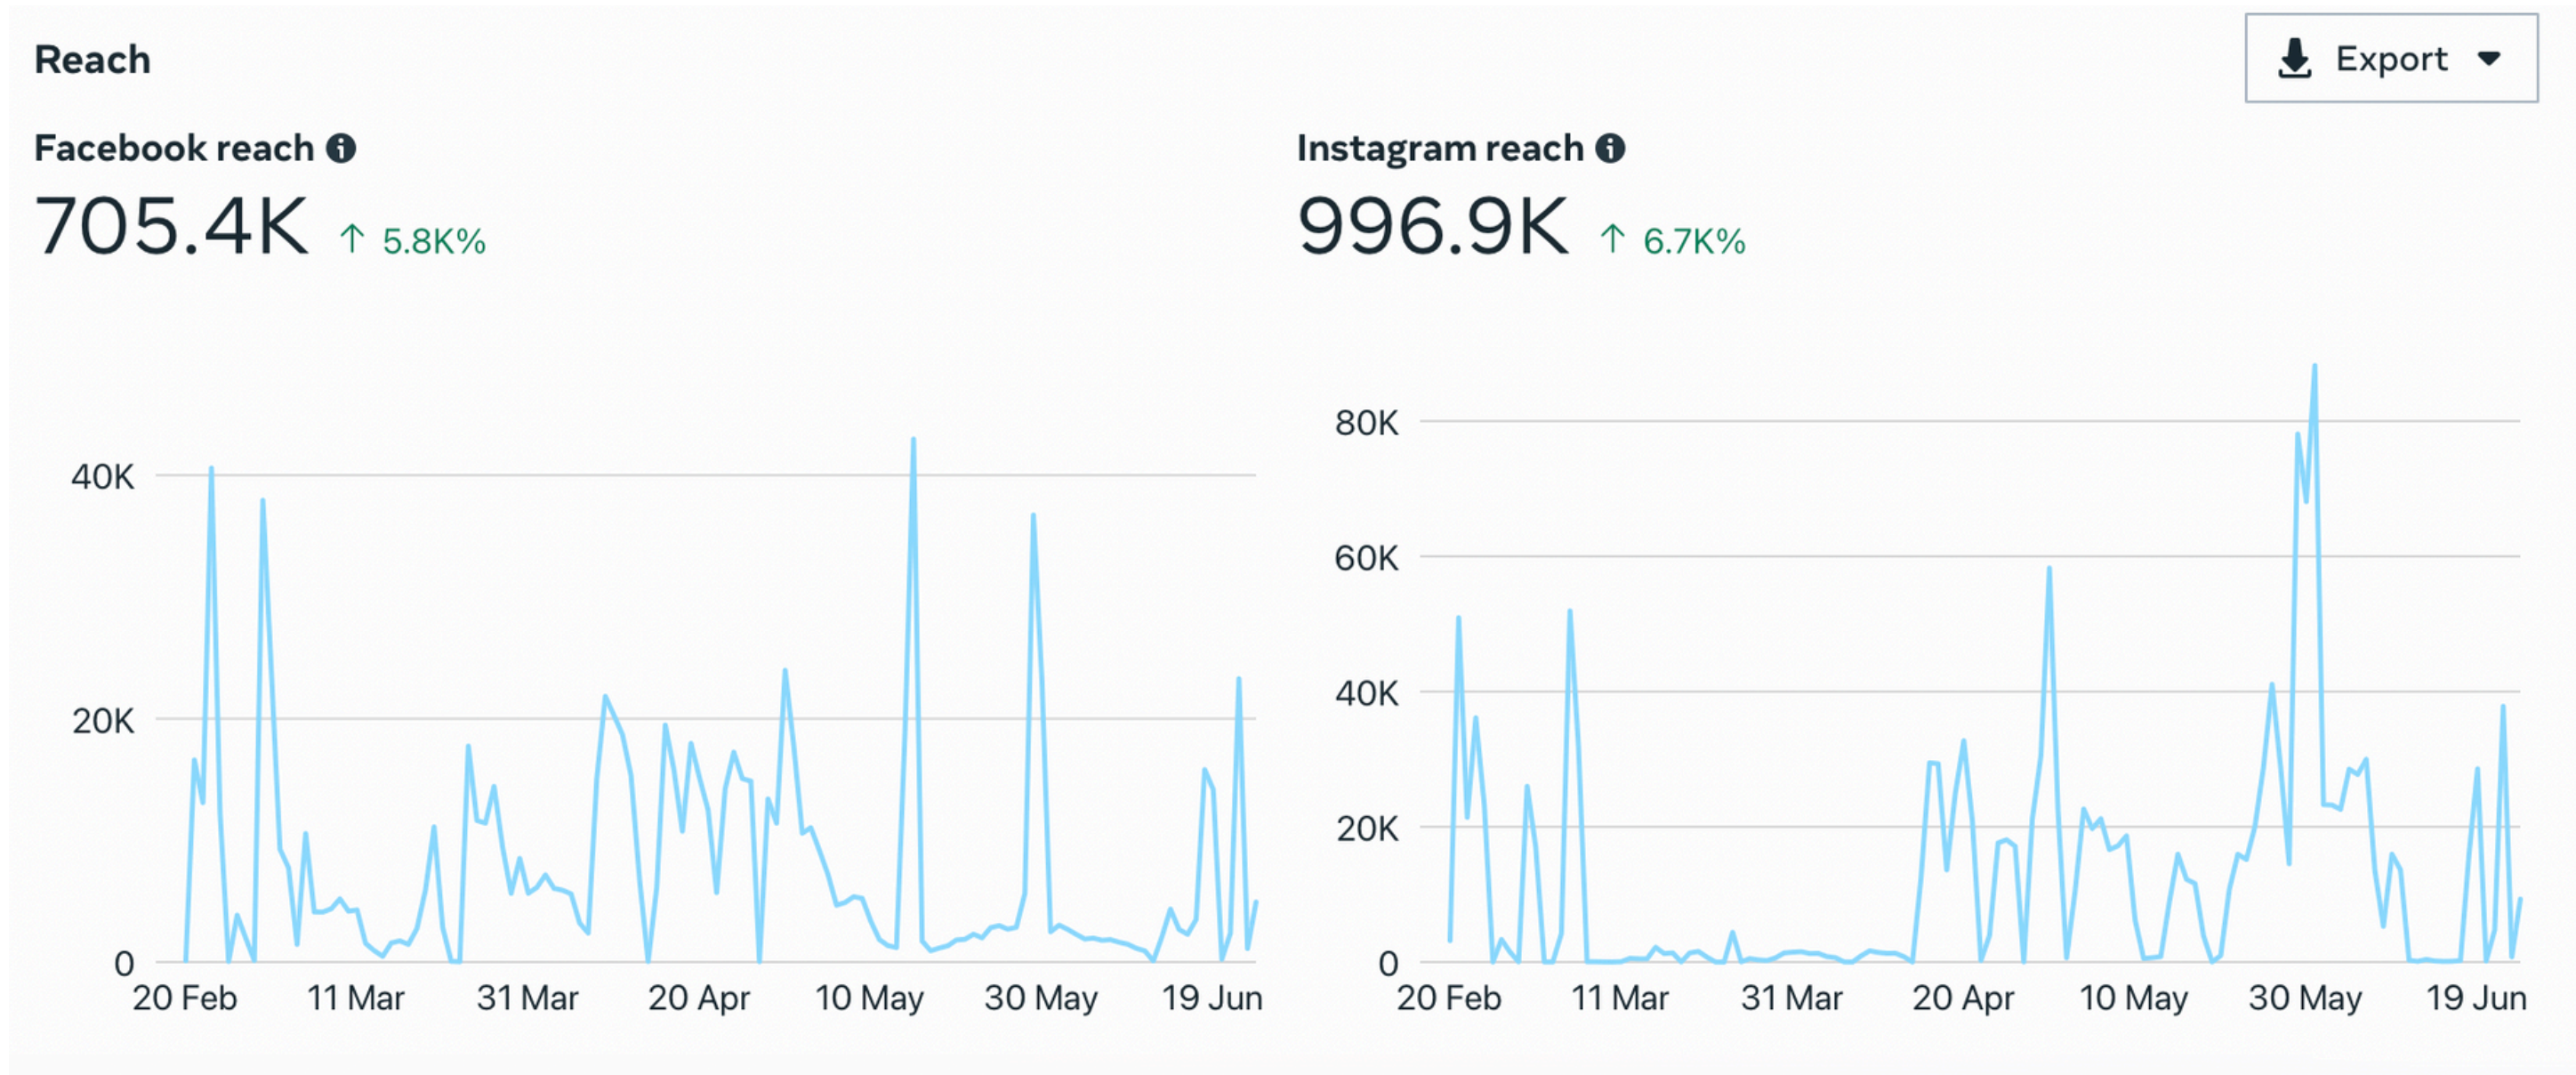 Reach
Export
Facebook reach
705.4K ↑ 5.8K%
40K
20K
0
20 Feb 11 Mar 31 Mar 20 Apr 10 May 30 May 19 Jun
Instagram reach
996.9K ↑ 6.7K%
80K
60K
40K
20K
0
20 Feb 11 Mar 31 Mar 20 Apr 10 May 30 May 19 Jun